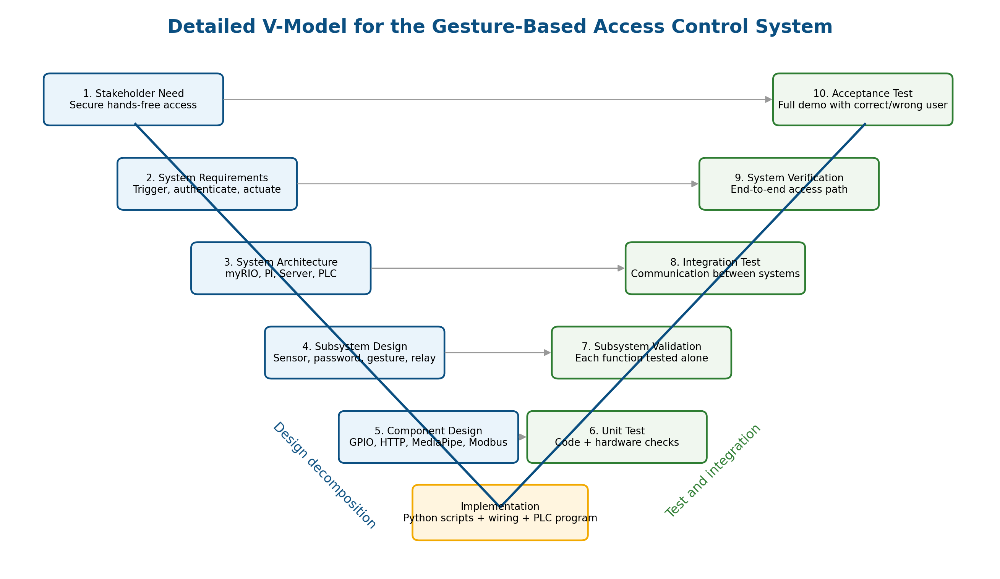 Detailed V-Model for the Gesture-Based Access Control System
1. Stakeholder Need
Secure hands-free access
10. Acceptance Test
Full demo with correct/wrong user
2. System Requirements
Trigger, authenticate, actuate
9. System Verification
End-to-end access path
3. System Architecture
myRIO, Pi, Server, PLC
8. Integration Test
Communication between systems
4. Subsystem Design
Sensor, password, gesture, relay
7. Subsystem Validation
Each function tested alone
5. Component Design
GPIO, HTTP, MediaPipe, Modbus
6. Unit Test
Code + hardware checks
Design decomposition
Test and integration
Implementation
Python scripts + wiring + PLC program